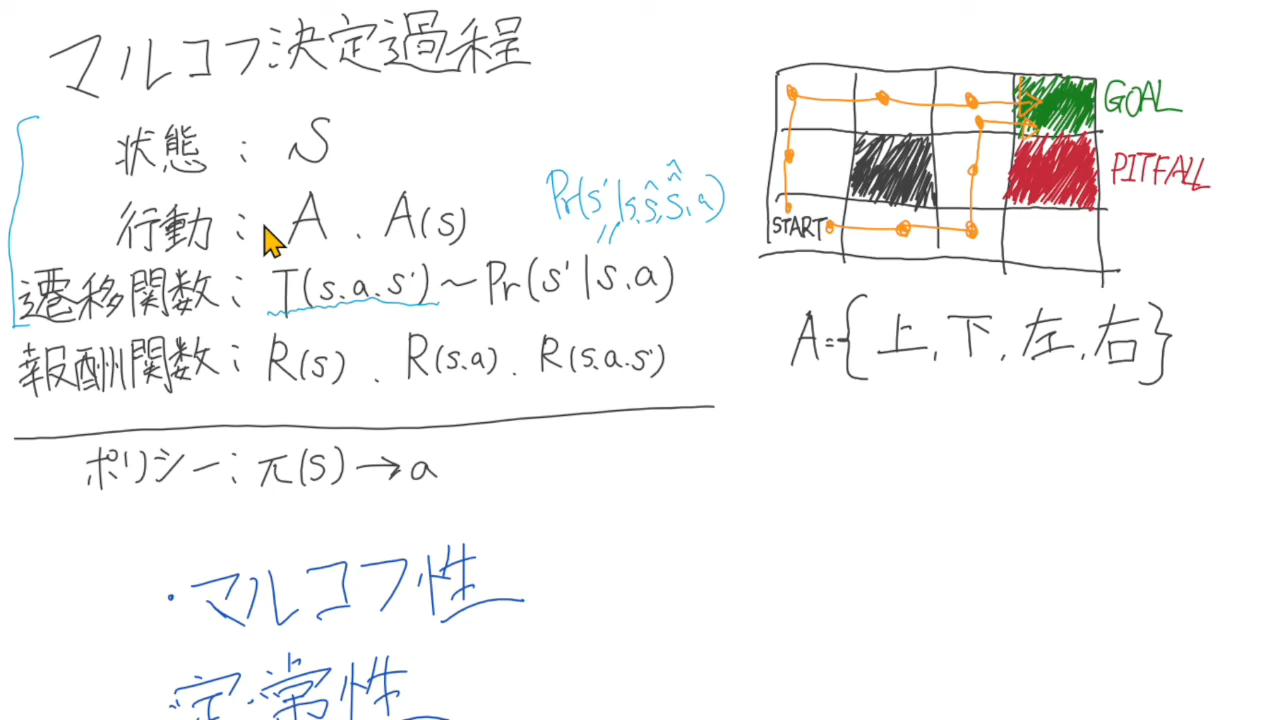 マルコフ決定過程
状態 : S
行動 : A . A(s)
Pr(s'|s,ŝ,s,a)
遷移関数 : T(s.a.s') ~ Pr(s'|s.a)
報酬関数 : R(s) . R(s.a) . R(s.a.s')
ポリシー : π(s) → a
・マルコフ性
・定常性
GOAL
PITFALL
START
A={上, 下, 左, 右}